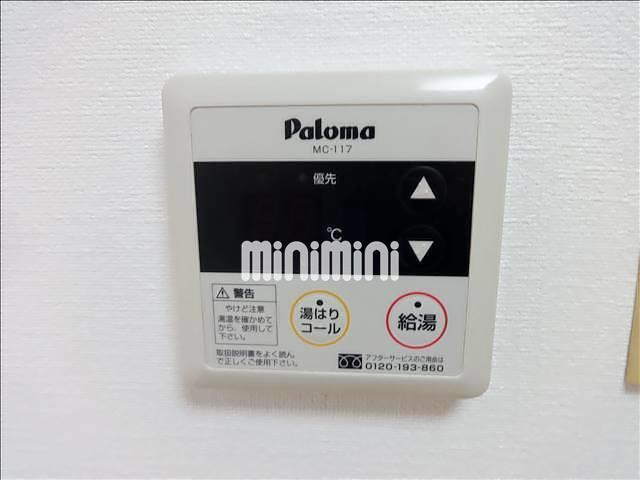 Paloma
MC-117
優先
℃
minimini
警告
やけど注意
湯温を確かめて
から、使用して
下さい。
湯はり
コール
給湯
取扱説明書をよく読ん
で正しくご使用下さい。
アフターサービスのご用命は
0120-193-860